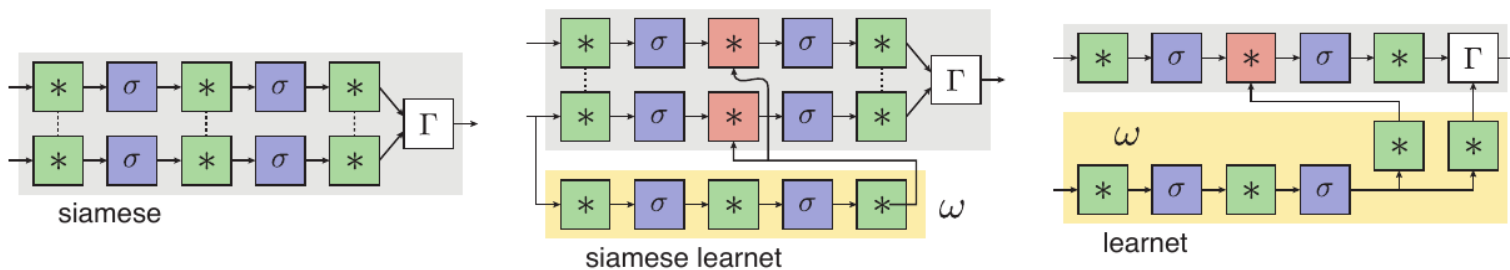 * σ * σ *
* σ * σ *
Γ
siamese
* σ * σ *
* σ * σ *
Γ
* σ * σ *
ω
siamese learnet
* σ * σ * Γ
ω
* *
* σ * σ
learnet